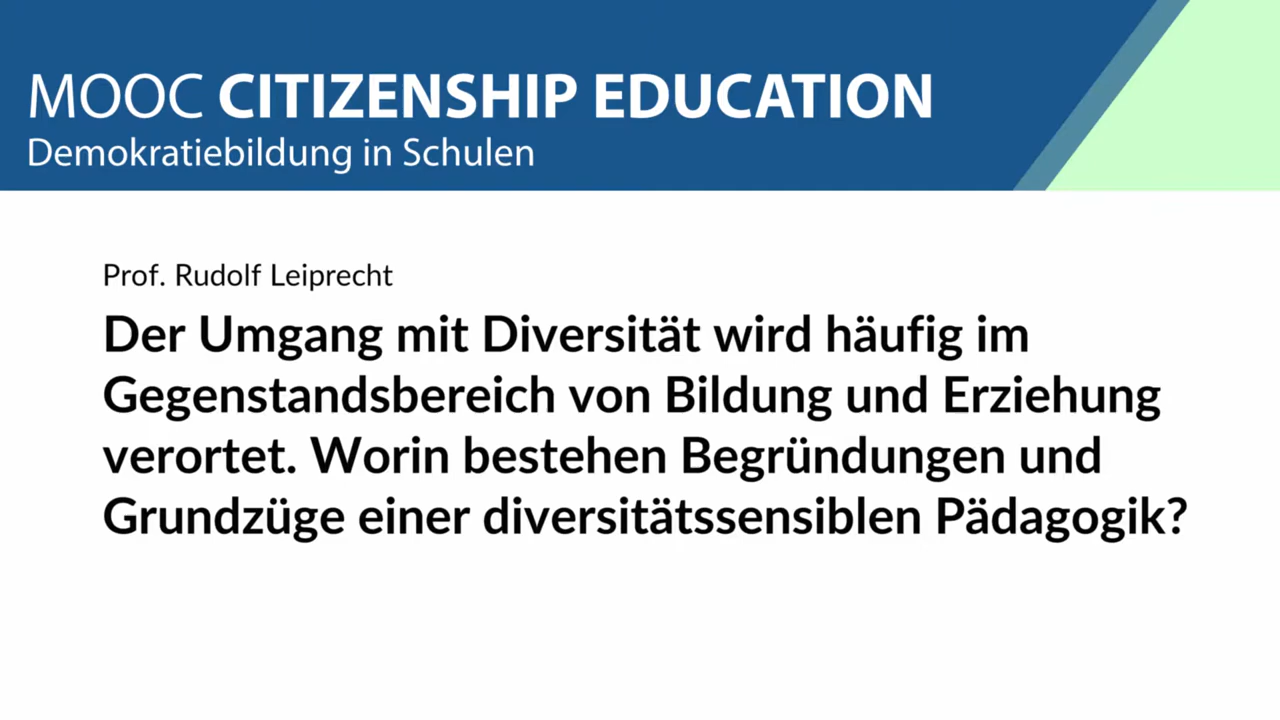 MOOC CITIZENSHIP EDUCATION
Demokratiebildung in Schulen
Prof. Rudolf Leiprecht
Der Umgang mit Diversität wird häufig im
Gegenstandsbereich von Bildung und Erziehung
verortet. Worin bestehen Begründungen und
Grundzüge einer diversitätssensiblen Pädagogik?